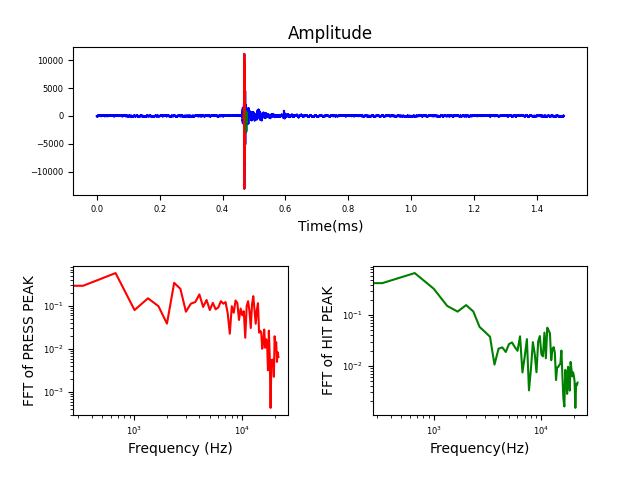 Amplitude
10000
5000
0
−5000
−10000
0.0 0.2 0.4 0.6 0.8 1.0 1.2 1.4
Time(ms)
FFT of PRESS PEAK
10⁻¹
10⁻²
10⁻³
10³ 10⁴
Frequency (Hz)
FFT of HIT PEAK
10⁻¹
10⁻²
10³ 10⁴
Frequency(Hz)